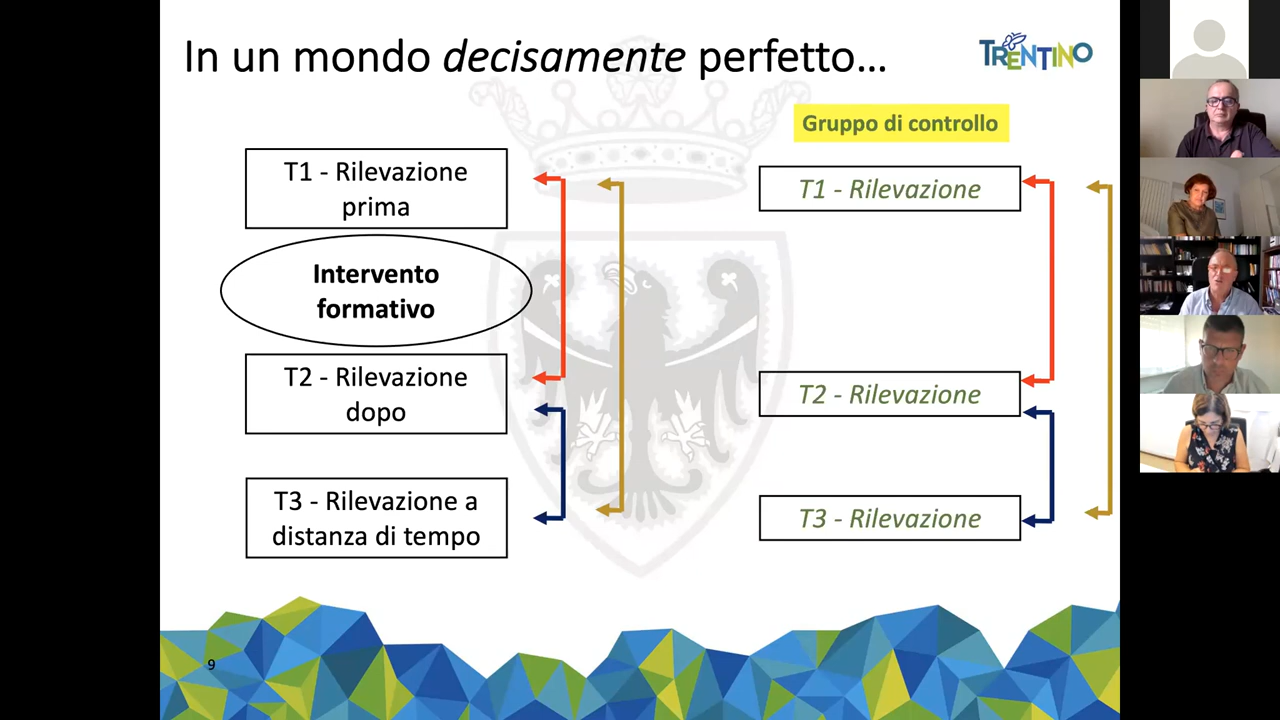 In un mondo decisamente perfetto...
TRENTINO
Gruppo di controllo
T1 - Rilevazione
prima
Intervento
formativo
T2 - Rilevazione
dopo
T3 - Rilevazione a
distanza di tempo
T1 - Rilevazione
T2 - Rilevazione
T3 - Rilevazione
9